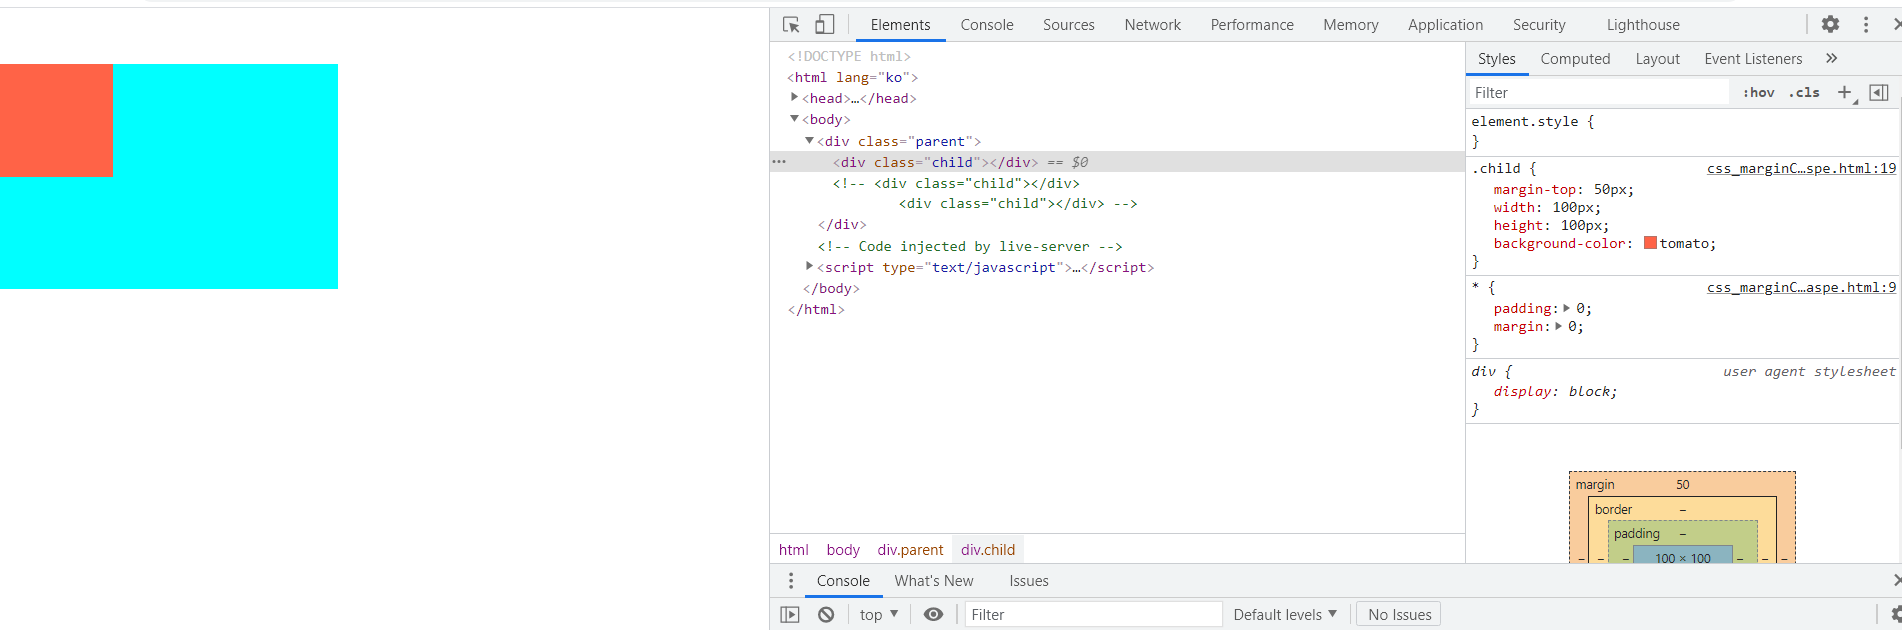 Elements Console Sources Network Performance Memory Application Security Lighthouse
<!DOCTYPE html>
<html lang="ko">
<head>…</head>
<body>
<div class="parent">
<div class="child"></div> == $0
<!-- <div class="child"></div>
<div class="child"></div> -->
</div>
<!-- Code injected by live-server -->
<script type="text/javascript">…</script>
</body>
</html>
html body div.parent div.child
Styles Computed Layout Event Listeners
Filter :hov .cls
element.style {
}
.child { css_marginC…spe.html:19
margin-top: 50px;
width: 100px;
height: 100px;
background-color: tomato;
}
* { css_marginC…aspe.html:9
padding: 0;
margin: 0;
}
div { user agent stylesheet
display: block;
}
margin 50
border –
padding –
– – – 100 × 100 – – –
Console What's New Issues
top Filter Default levels No Issues